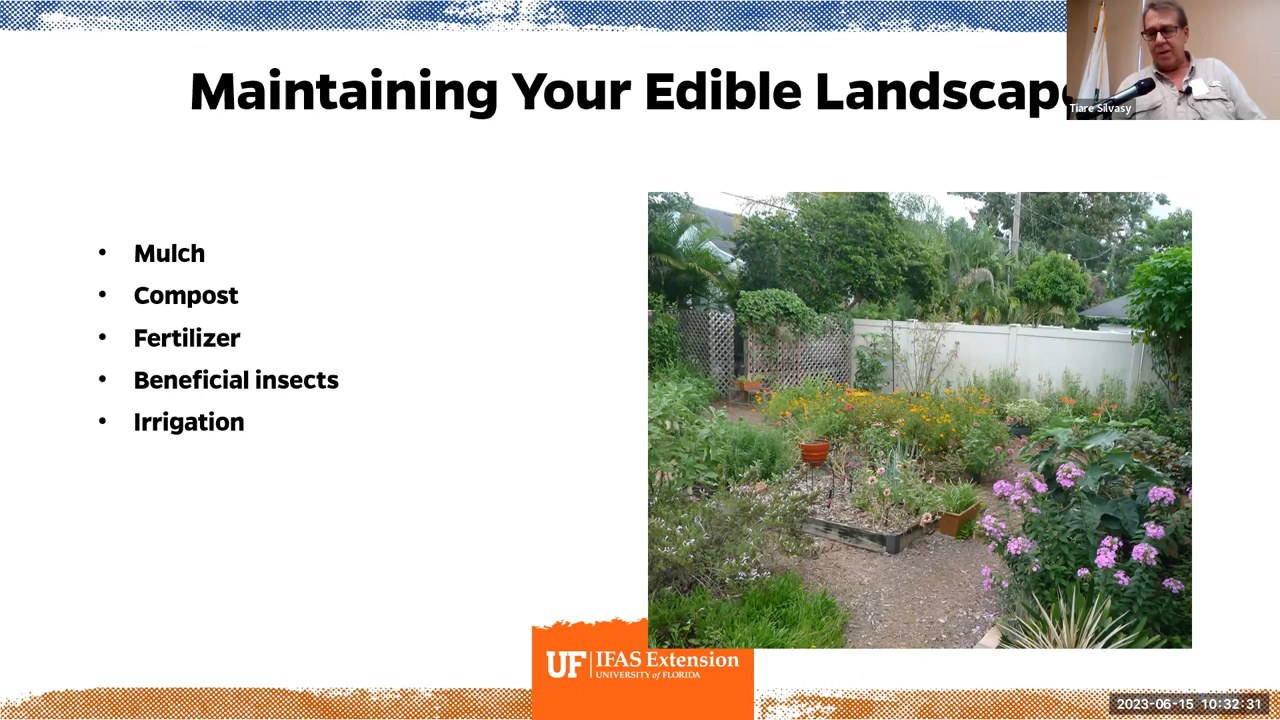 Maintaining Your Edible Landscape
Tiare Silvasy
• Mulch
• Compost
• Fertilizer
• Beneficial insects
• Irrigation
UF IFAS Extension
UNIVERSITY of FLORIDA
2023-06-15 10:32:31